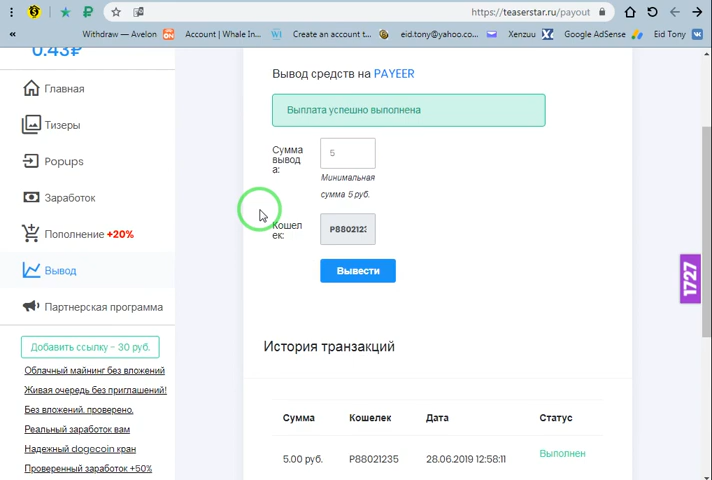 https://teaserstar.ru/payout
Withdraw — Avelon
Account | Whale In...
Create an account t...
eid.tony@yahoo.co...
Xenzuu
Google AdSense
Eid Tony
0.43₽
Главная
Тизеры
Popups
Заработок
Пополнение +20%
Вывод
Партнерская программа
Добавить ссылку - 30 руб.
Облачный майнинг без вложений
Живая очередь без приглашений!
Без вложений. проверено.
Реальный заработок вам
Надежный dogecoin кран
Проверенный заработок +50%
Вывод средств на PAYEER
Выплата успешно выполнена
Сумма
вывод
а:
5
Минимальная
сумма 5 руб.
Кошел
ек:
Вывести
1727
История транзакций
Сумма Кошелек Дата Статус
5.00 руб. P88021235 28.06.2019 12:58:11 Выполнен